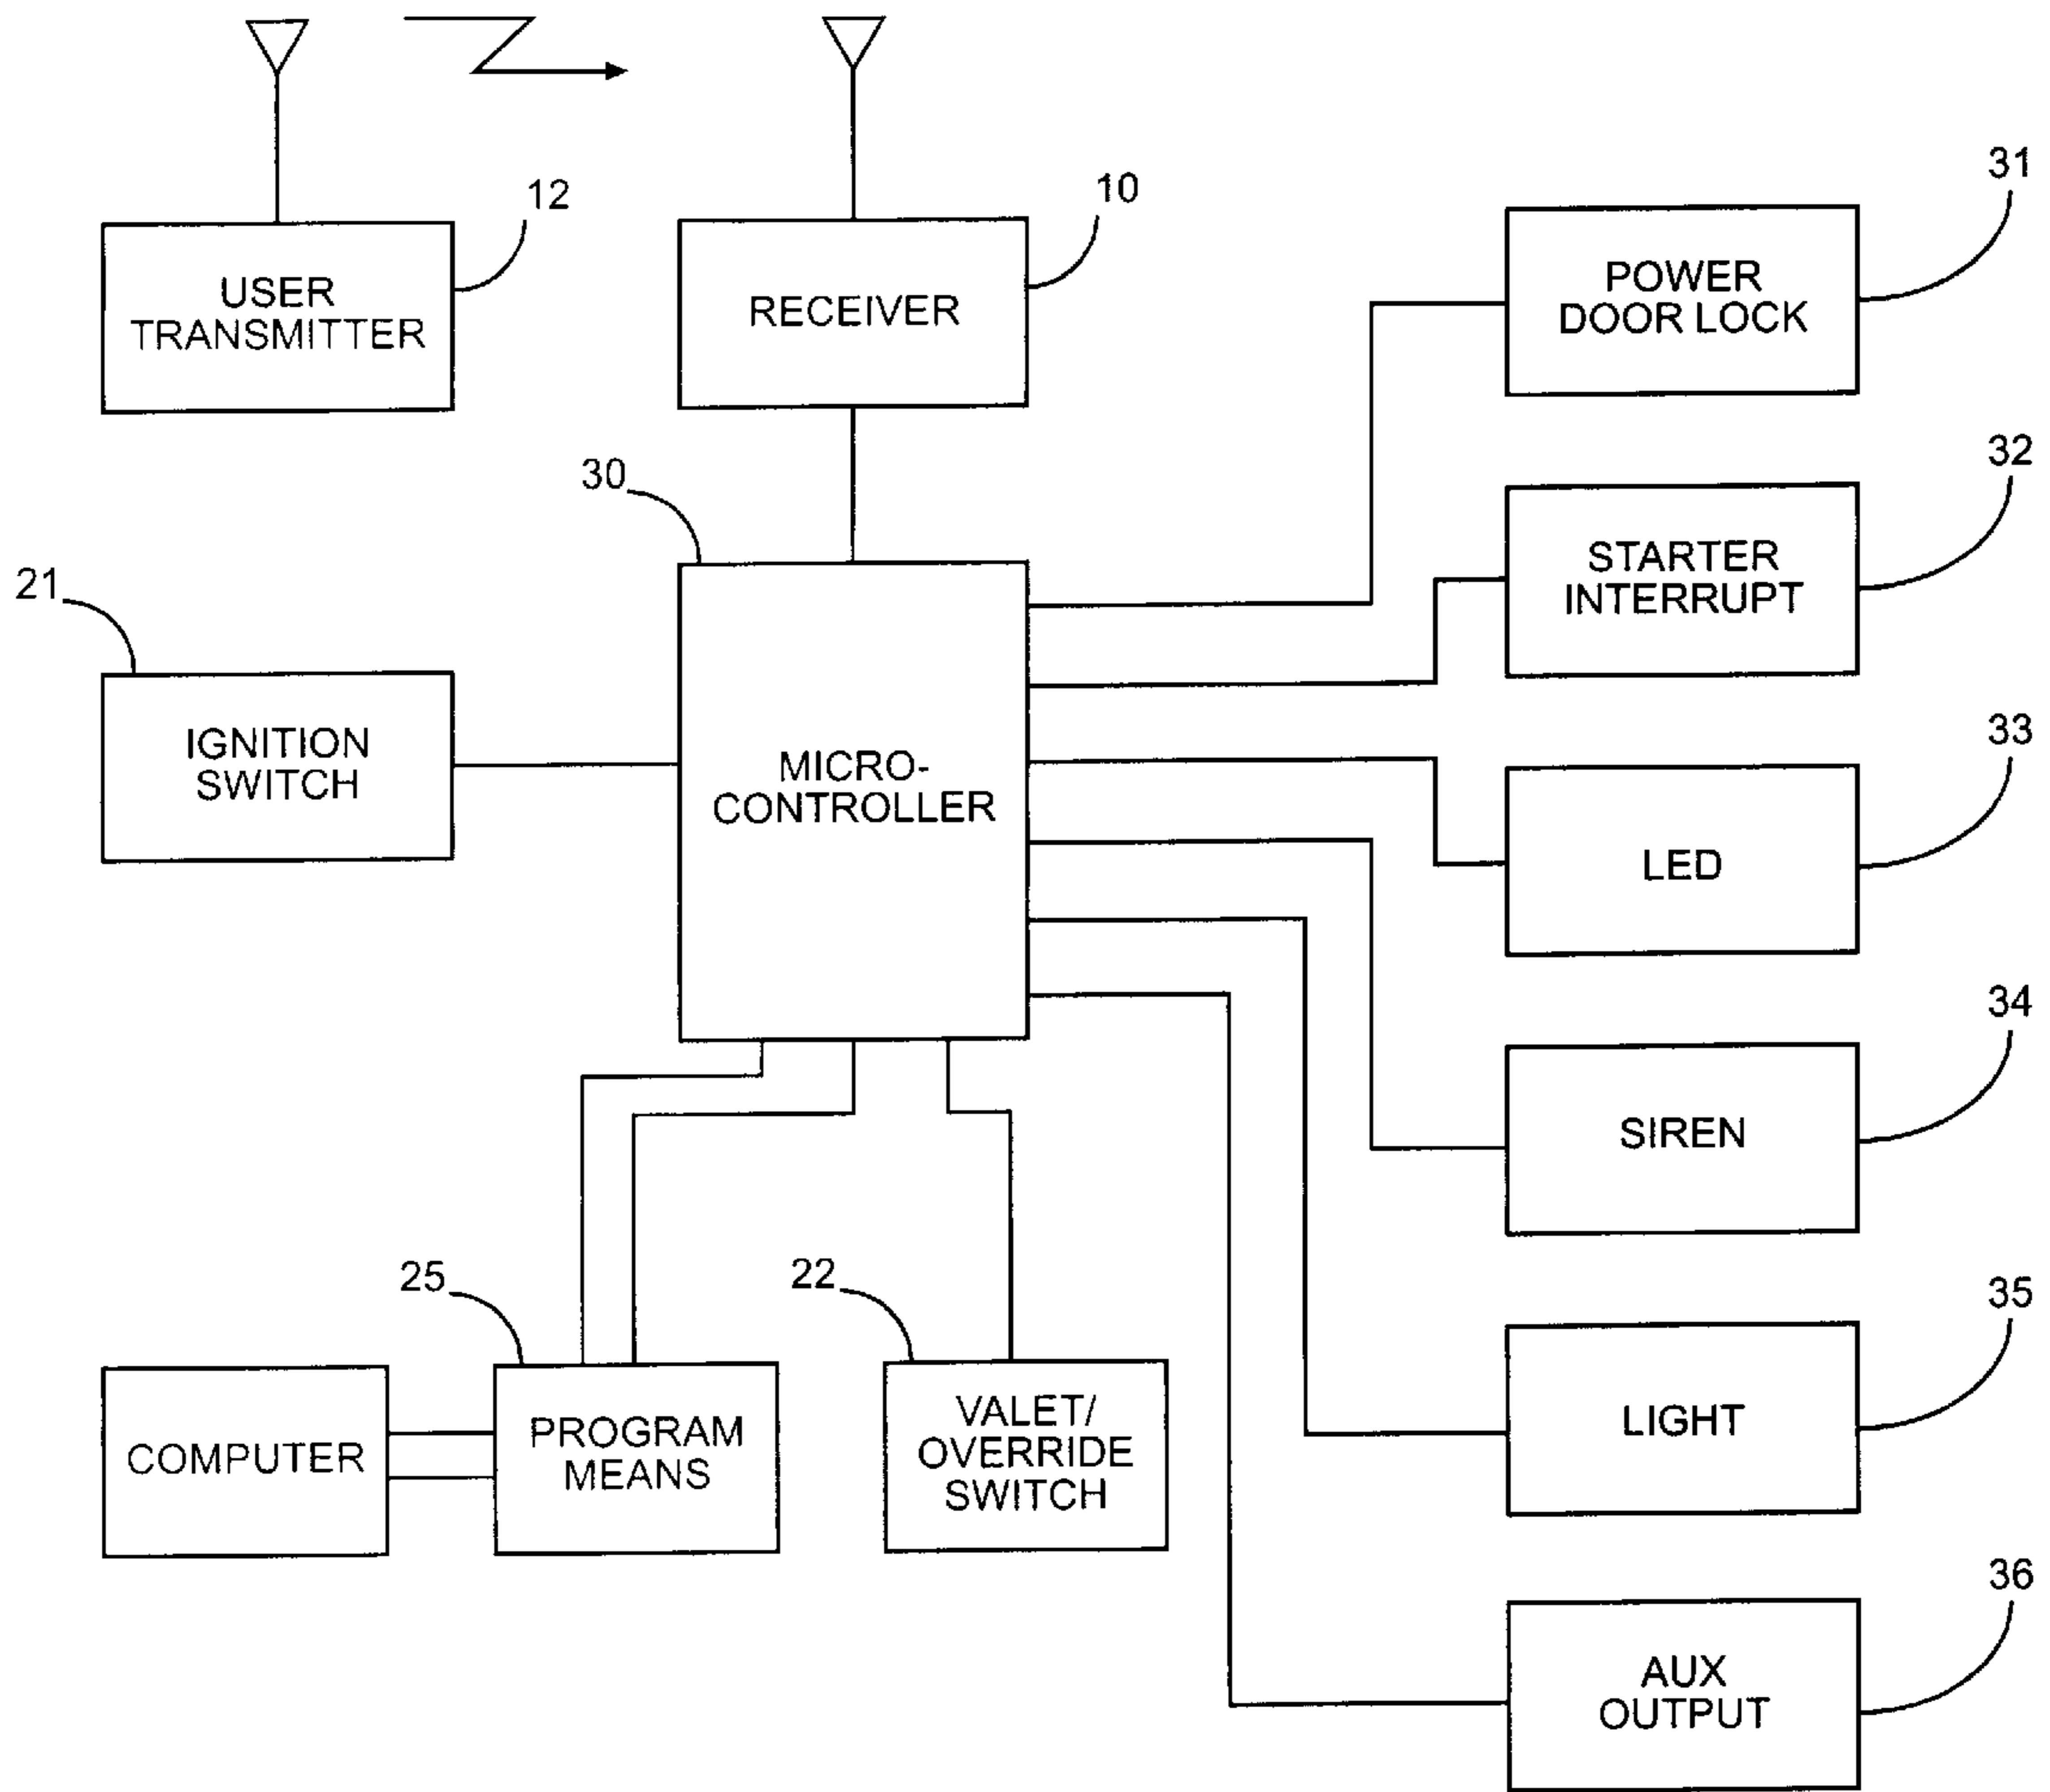 12
10
31
USER
TRANSMITTER
RECEIVER
POWER
DOOR LOCK
30
32
STARTER
INTERRUPT
21
IGNITION
SWITCH
MICRO-
CONTROLLER
33
LED
34
SIREN
25
22
35
COMPUTER
PROGRAM
MEANS
VALET/
OVERRIDE
SWITCH
LIGHT
36
AUX
OUTPUT